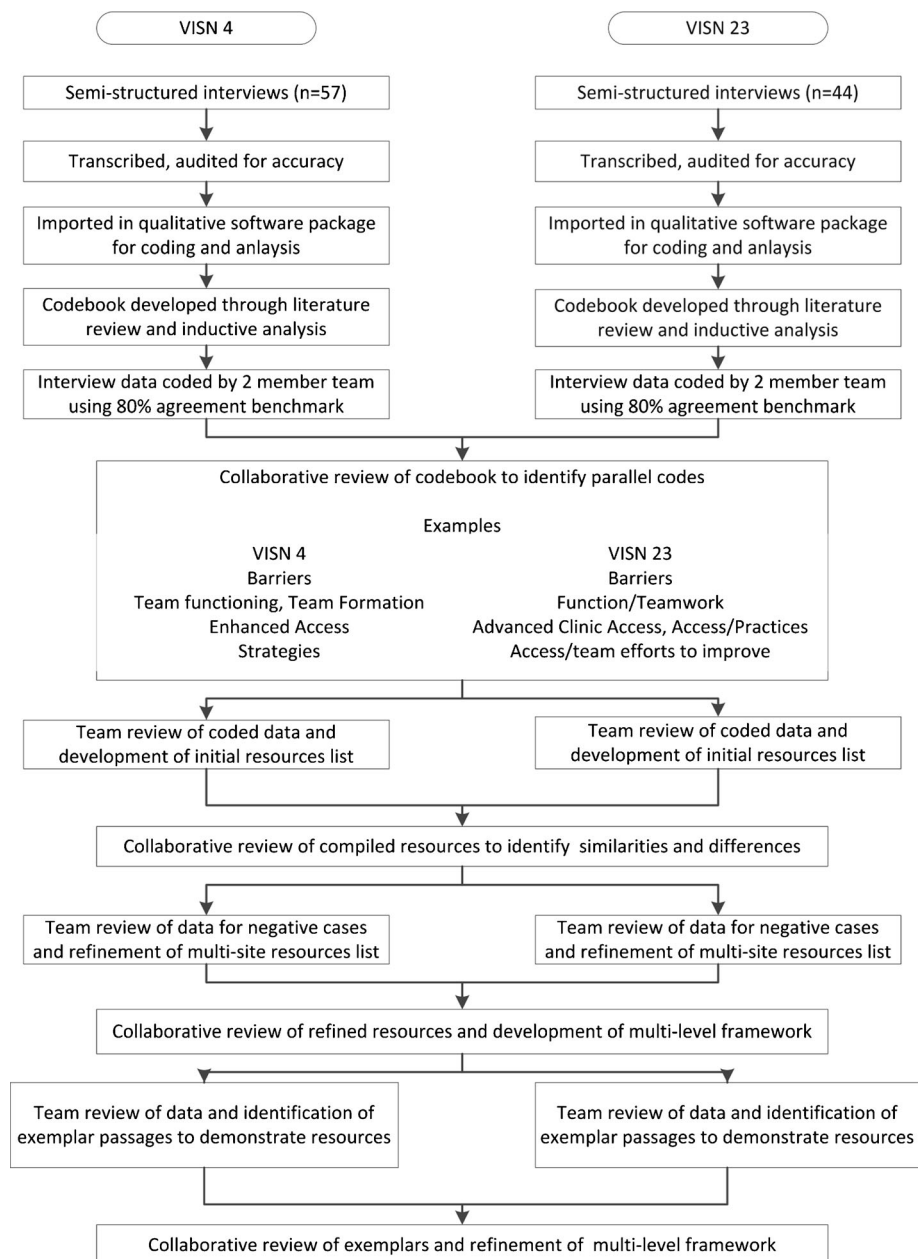 VISN 4
VISN 23
Semi-structured interviews (n=57)
Semi-structured interviews (n=44)
Transcribed, audited for accuracy
Transcribed, audited for accuracy
Imported in qualitative software package
for coding and anlaysis
Imported in qualitative software package
for coding and anlaysis
Codebook developed through literature
review and inductive analysis
Codebook developed through literature
review and inductive analysis
Interview data coded by 2 member team
using 80% agreement benchmark
Interview data coded by 2 member team
using 80% agreement benchmark
Collaborative review of codebook to identify parallel codes
Examples
VISN 4
Barriers
Team functioning, Team Formation
Enhanced Access
Strategies
VISN 23
Barriers
Function/Teamwork
Advanced Clinic Access, Access/Practices
Access/team efforts to improve
Team review of coded data and
development of initial resources list
Team review of coded data and
development of initial resources list
Collaborative review of compiled resources to identify similarities and differences
Team review of data for negative cases
and refinement of multi-site resources list
Team review of data for negative cases
and refinement of multi-site resources list
Collaborative review of refined resources and development of multi-level framework
Team review of data and identification of
exemplar passages to demonstrate resources
Team review of data and identification of
exemplar passages to demonstrate resources
Collaborative review of exemplars and refinement of multi-level framework